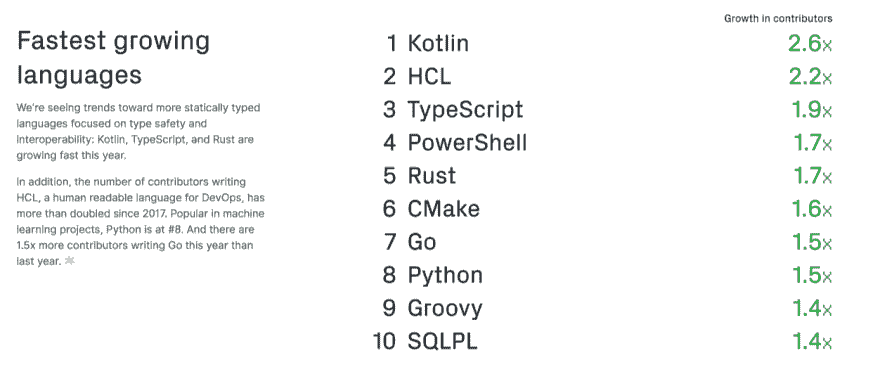 Fastest growing
languages
We're seeing trends toward more statically typed
languages focused on type safety and
interoperability: Kotlin, TypeScript, and Rust are
growing fast this year.
In addition, the number of contributors writing
HCL, a human readable language for DevOps, has
more than doubled since 2017. Popular in machine
learning projects, Python is at #8. And there are
1.5x more contributors writing Go this year than
last year. ✳
Growth in contributors
1 Kotlin 2.6x
2 HCL 2.2x
3 TypeScript 1.9x
4 PowerShell 1.7x
5 Rust 1.7x
6 CMake 1.6x
7 Go 1.5x
8 Python 1.5x
9 Groovy 1.4x
10 SQLPL 1.4x